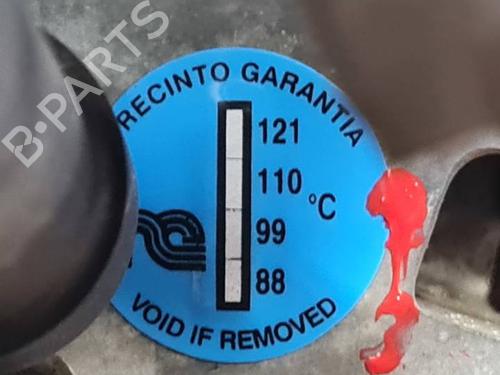 B-PARTS
RECINTO GARANTIA
121
110
°C
99
88
VOID IF REMOVED